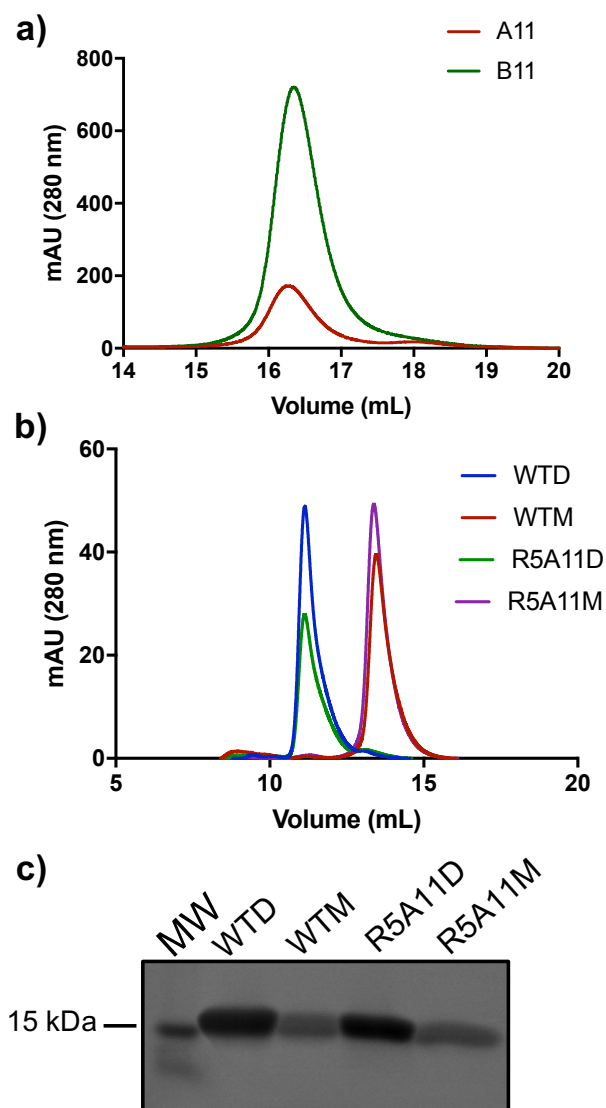 a)
A11
B11
mAU (280 nm)
800
600
400
200
0
14 15 16 17 18 19 20
Volume (mL)
b)
WTD
WTM
R5A11D
R5A11M
mAU (280 nm)
60
40
20
0
5 10 15 20
Volume (mL)
c)
MW WTD WTM R5A11D R5A11M
15 kDa